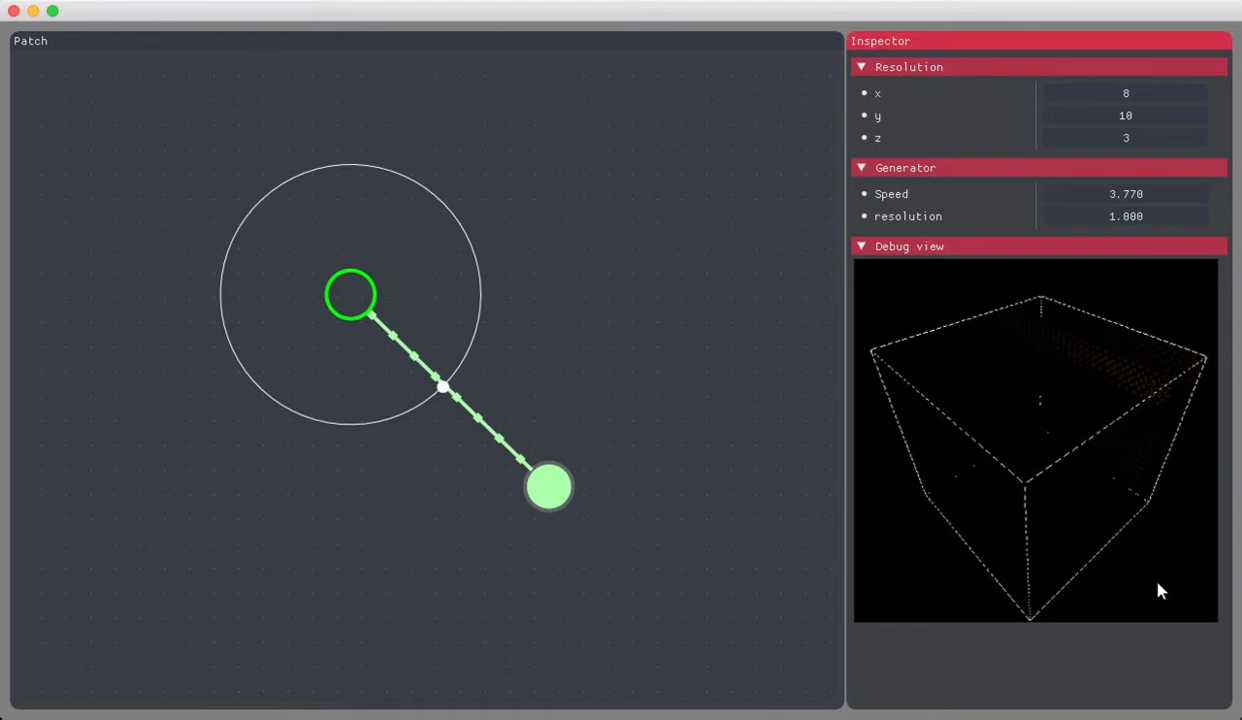 Patch
Inspector
Resolution
x 8
y 10
z 3
Generator
Speed 3.770
resolution 1.000
Debug view